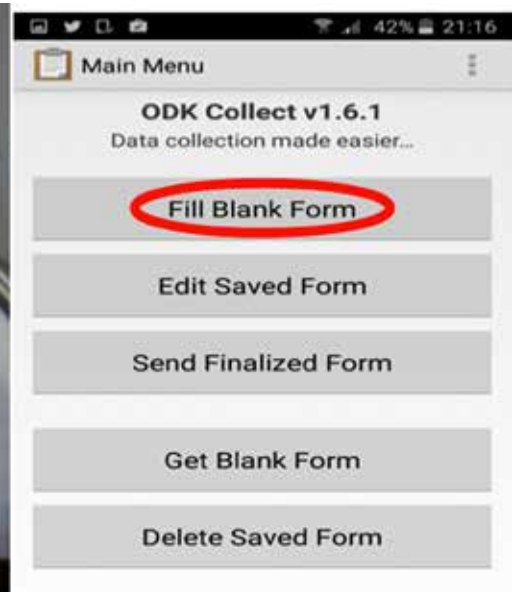 42% 21:16
Main Menu
ODK Collect v1.6.1
Data collection made easier...
Fill Blank Form
Edit Saved Form
Send Finalized Form
Get Blank Form
Delete Saved Form